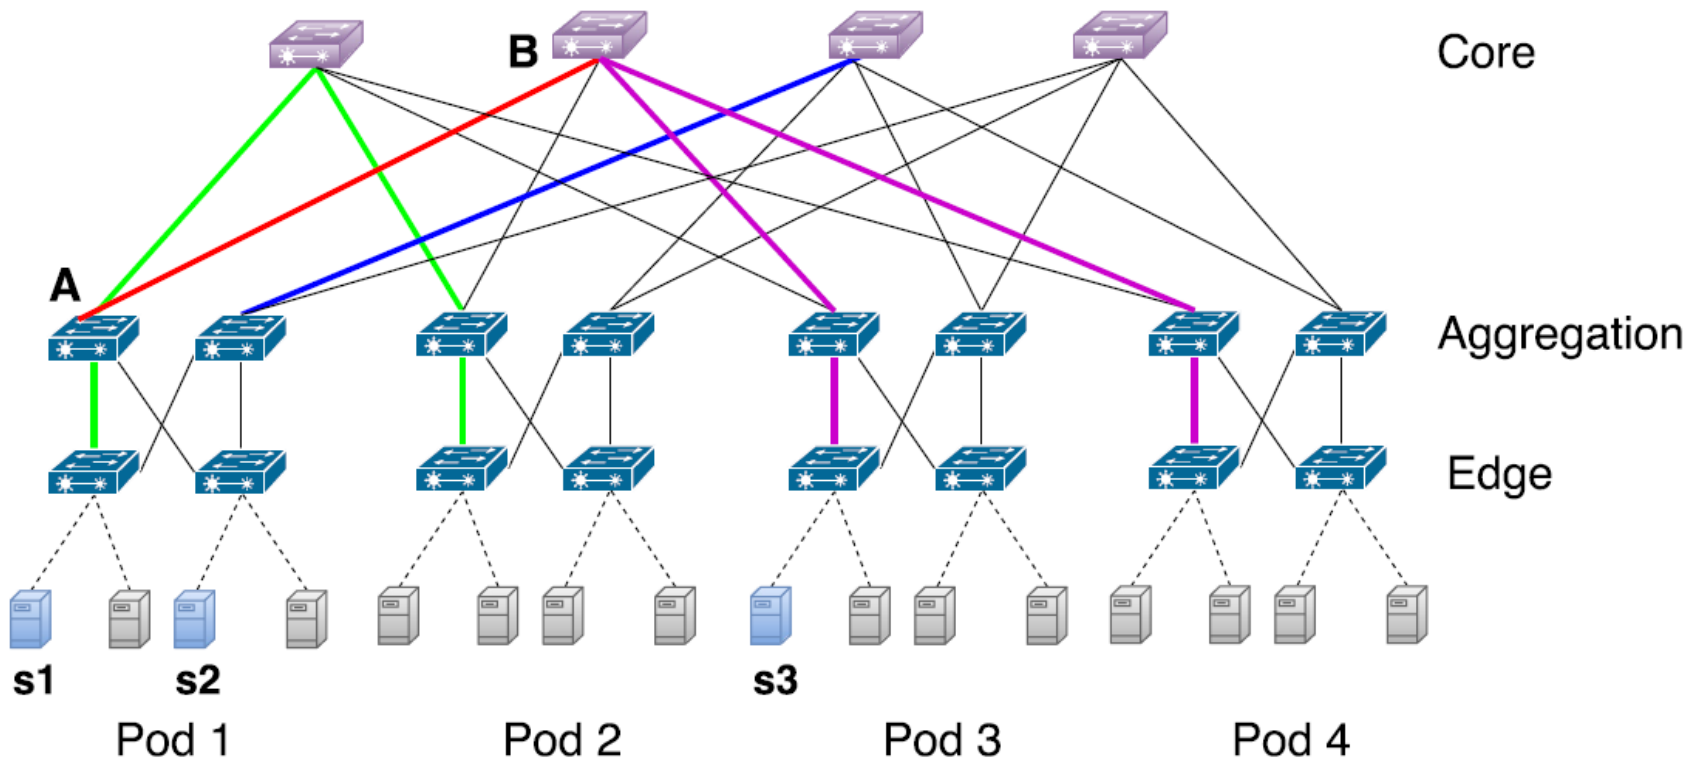 B
Core
A
Aggregation
Edge
s1
s2
s3
Pod 1
Pod 2
Pod 3
Pod 4